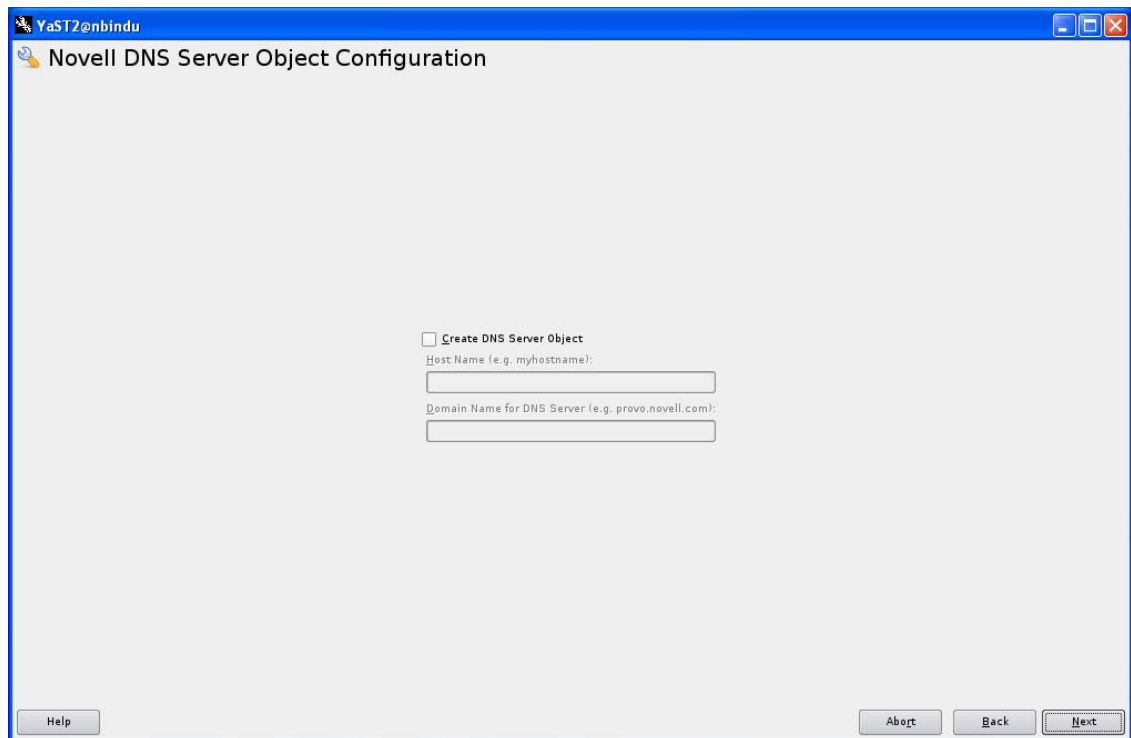 YaST2@nbindu
Novell DNS Server Object Configuration
Create DNS Server Object
Host Name (e.g. myhostname):
Domain Name for DNS Server (e.g. provo.novell.com):
Help
Abort
Back
Next